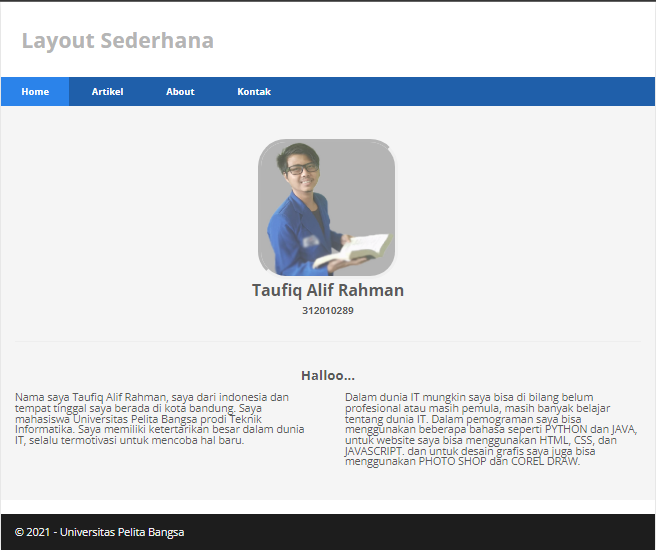 Layout Sederhana
Home Artikel About Kontak
Taufiq Alif Rahman
312010289
Halloo...
Nama saya Taufiq Alif Rahman, saya dari indonesia dan
tempat tinggal saya berada di kota bandung. Saya
mahasiswa Universitas Pelita Bangsa prodi Teknik
Informatika. Saya memiliki ketertarikan besar dalam dunia
IT, selalu termotivasi untuk mencoba hal baru.
Dalam dunia IT mungkin saya bisa di bilang belum
profesional atau masih pemula, masih banyak belajar
tentang dunia IT. Dalam pemograman saya bisa
menggunakan beberapa bahasa seperti PYTHON dan JAVA,
untuk website saya bisa menggunakan HTML, CSS, dan
JAVASCRIPT. dan untuk desain grafis saya juga bisa
menggunakan PHOTO SHOP dan COREL DRAW.
© 2021 - Universitas Pelita Bangsa